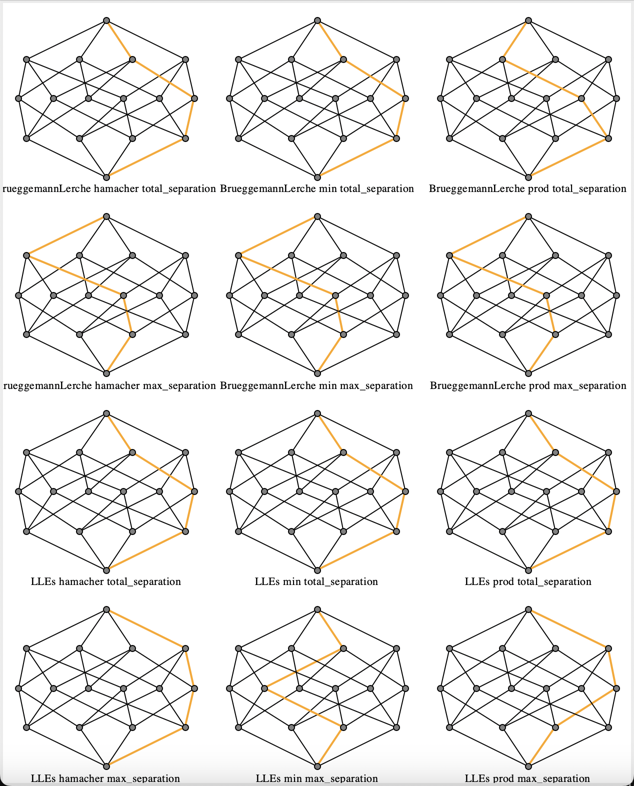 rueggemannLerche hamacher total_separation BrueggemannLerche min total_separation BrueggemannLerche prod total_separation
rueggemannLerche hamacher max_separation BrueggemannLerche min max_separation BrueggemannLerche prod max_separation
LLEs hamacher total_separation LLEs min total_separation LLEs prod total_separation
LLEs hamacher max_separation LLEs min max_separation LLEs prod max_separation